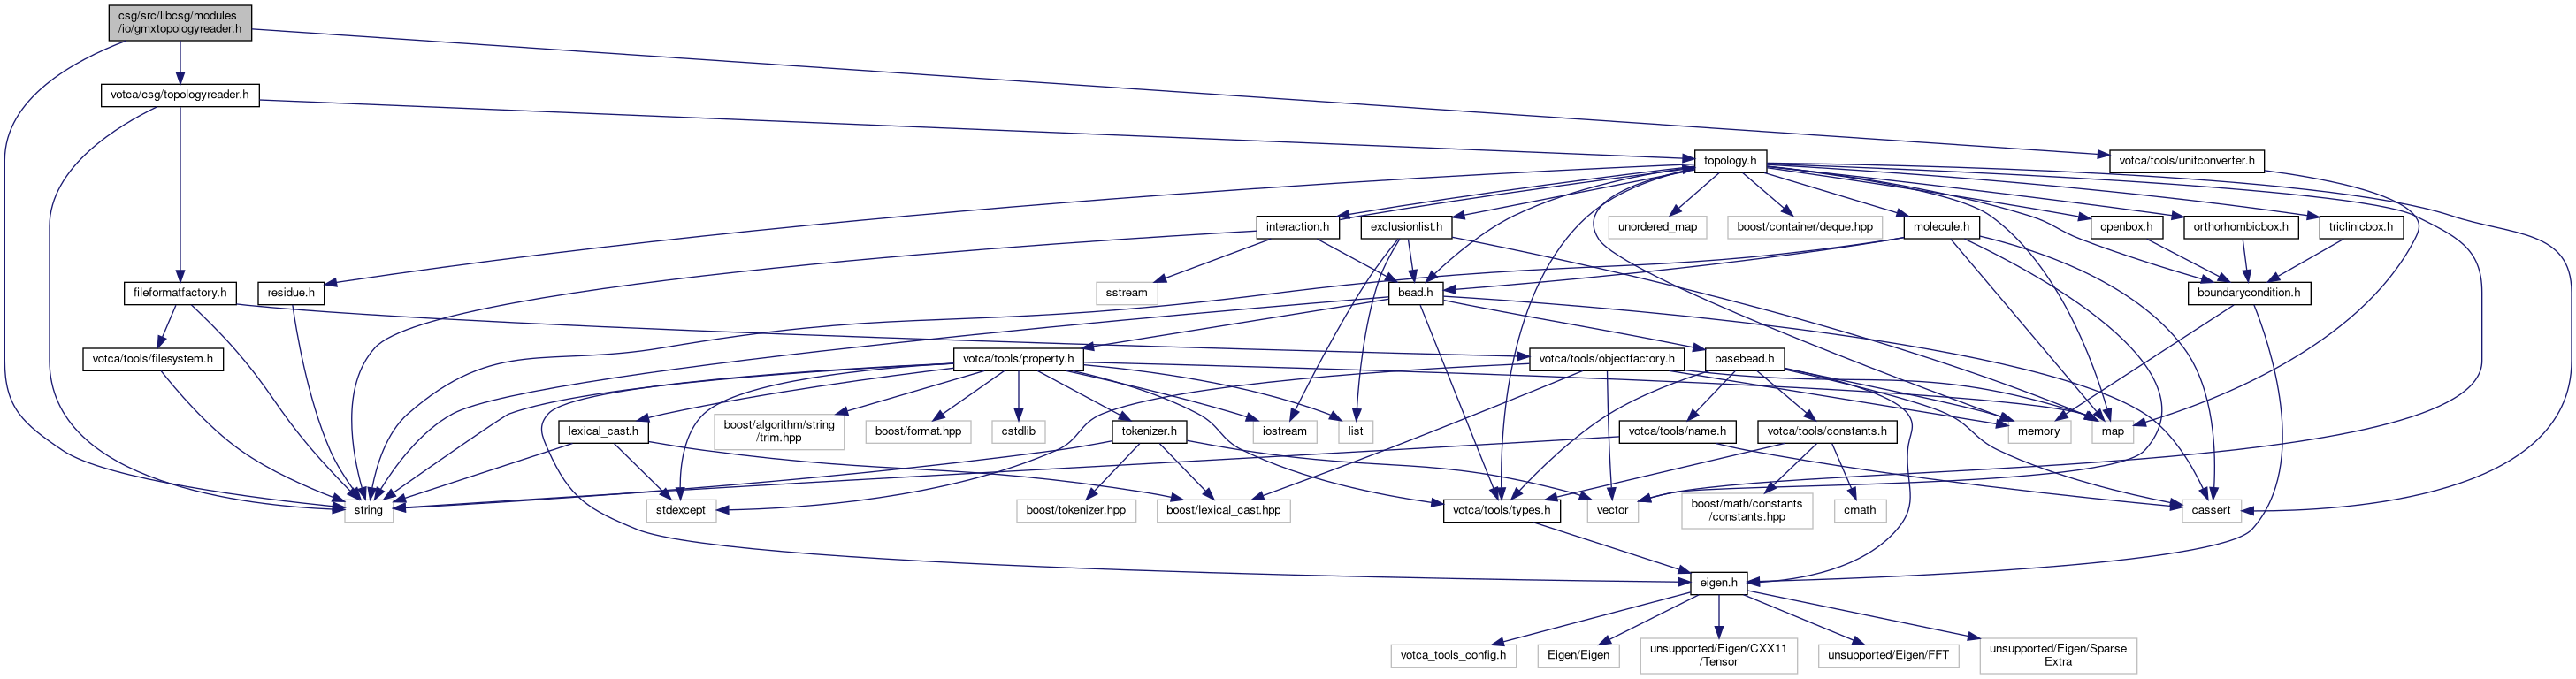 csg/src/libcsg/modules
/io/gmxtopologyreader.h
votca/csg/topologyreader.h
topology.h
votca/tools/unitconverter.h
interaction.h
exclusionlist.h
unordered_map
boost/container/deque.hpp
molecule.h
openbox.h
orthorhombicbox.h
triclinicbox.h
fileformatfactory.h
residue.h
sstream
bead.h
boundarycondition.h
votca/tools/filesystem.h
votca/tools/property.h
votca/tools/objectfactory.h
basebead.h
lexical_cast.h
boost/algorithm/string
/trim.hpp
boost/format.hpp
cstdlib
tokenizer.h
iostream
list
votca/tools/name.h
votca/tools/constants.h
memory
map
string
stdexcept
boost/tokenizer.hpp
boost/lexical_cast.hpp
votca/tools/types.h
vector
boost/math/constants
/constants.hpp
cmath
cassert
eigen.h
votca_tools_config.h
Eigen/Eigen
unsupported/Eigen/CXX11
/Tensor
unsupported/Eigen/FFT
unsupported/Eigen/Sparse
Extra